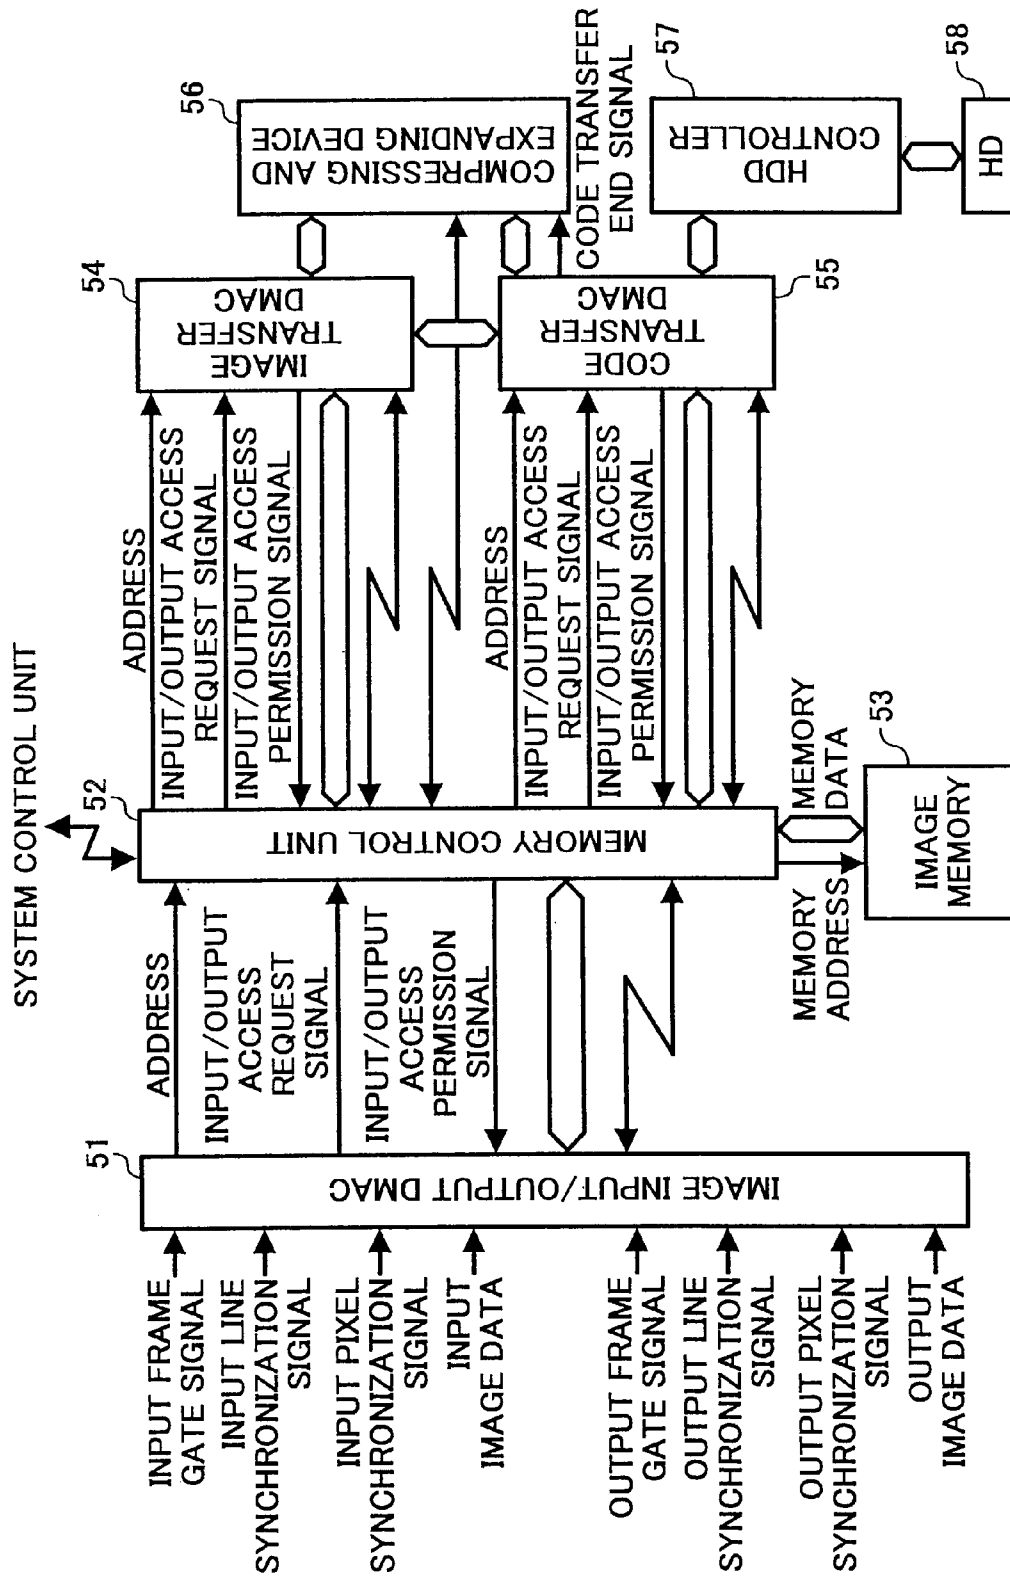 SYSTEM CONTROL UNIT
INPUT FRAME
GATE SIGNAL
INPUT LINE
SYNCHRONIZATION
SIGNAL
INPUT PIXEL
SYNCHRONIZATION
SIGNAL
INPUT
IMAGE DATA
OUTPUT FRAME
GATE SIGNAL
OUTPUT LINE
SYNCHRONIZATION
SIGNAL
OUTPUT PIXEL
SYNCHRONIZATION
SIGNAL
OUTPUT
IMAGE DATA
51
IMAGE INPUT/OUTPUT DMAC
ADDRESS
INPUT/OUTPUT
ACCESS
REQUEST
SIGNAL
INPUT/OUTPUT
ACCESS
PERMISSION
SIGNAL
52
MEMORY CONTROL UNIT
MEMORY
ADDRESS
MEMORY
DATA
53
IMAGE
MEMORY
ADDRESS
INPUT/OUTPUT ACCESS
REQUEST SIGNAL
INPUT/OUTPUT ACCESS
PERMISSION SIGNAL
ADDRESS
INPUT/OUTPUT ACCESS
REQUEST SIGNAL
INPUT/OUTPUT ACCESS
PERMISSION SIGNAL
54
IMAGE
TRANSFER
DMAC
CODE
TRANSFER
DMAC
55
56
COMPRESSING AND
EXPANDING DEVICE
CODE TRANSFER
END SIGNAL
57
HDD
CONTROLLER
58
HD